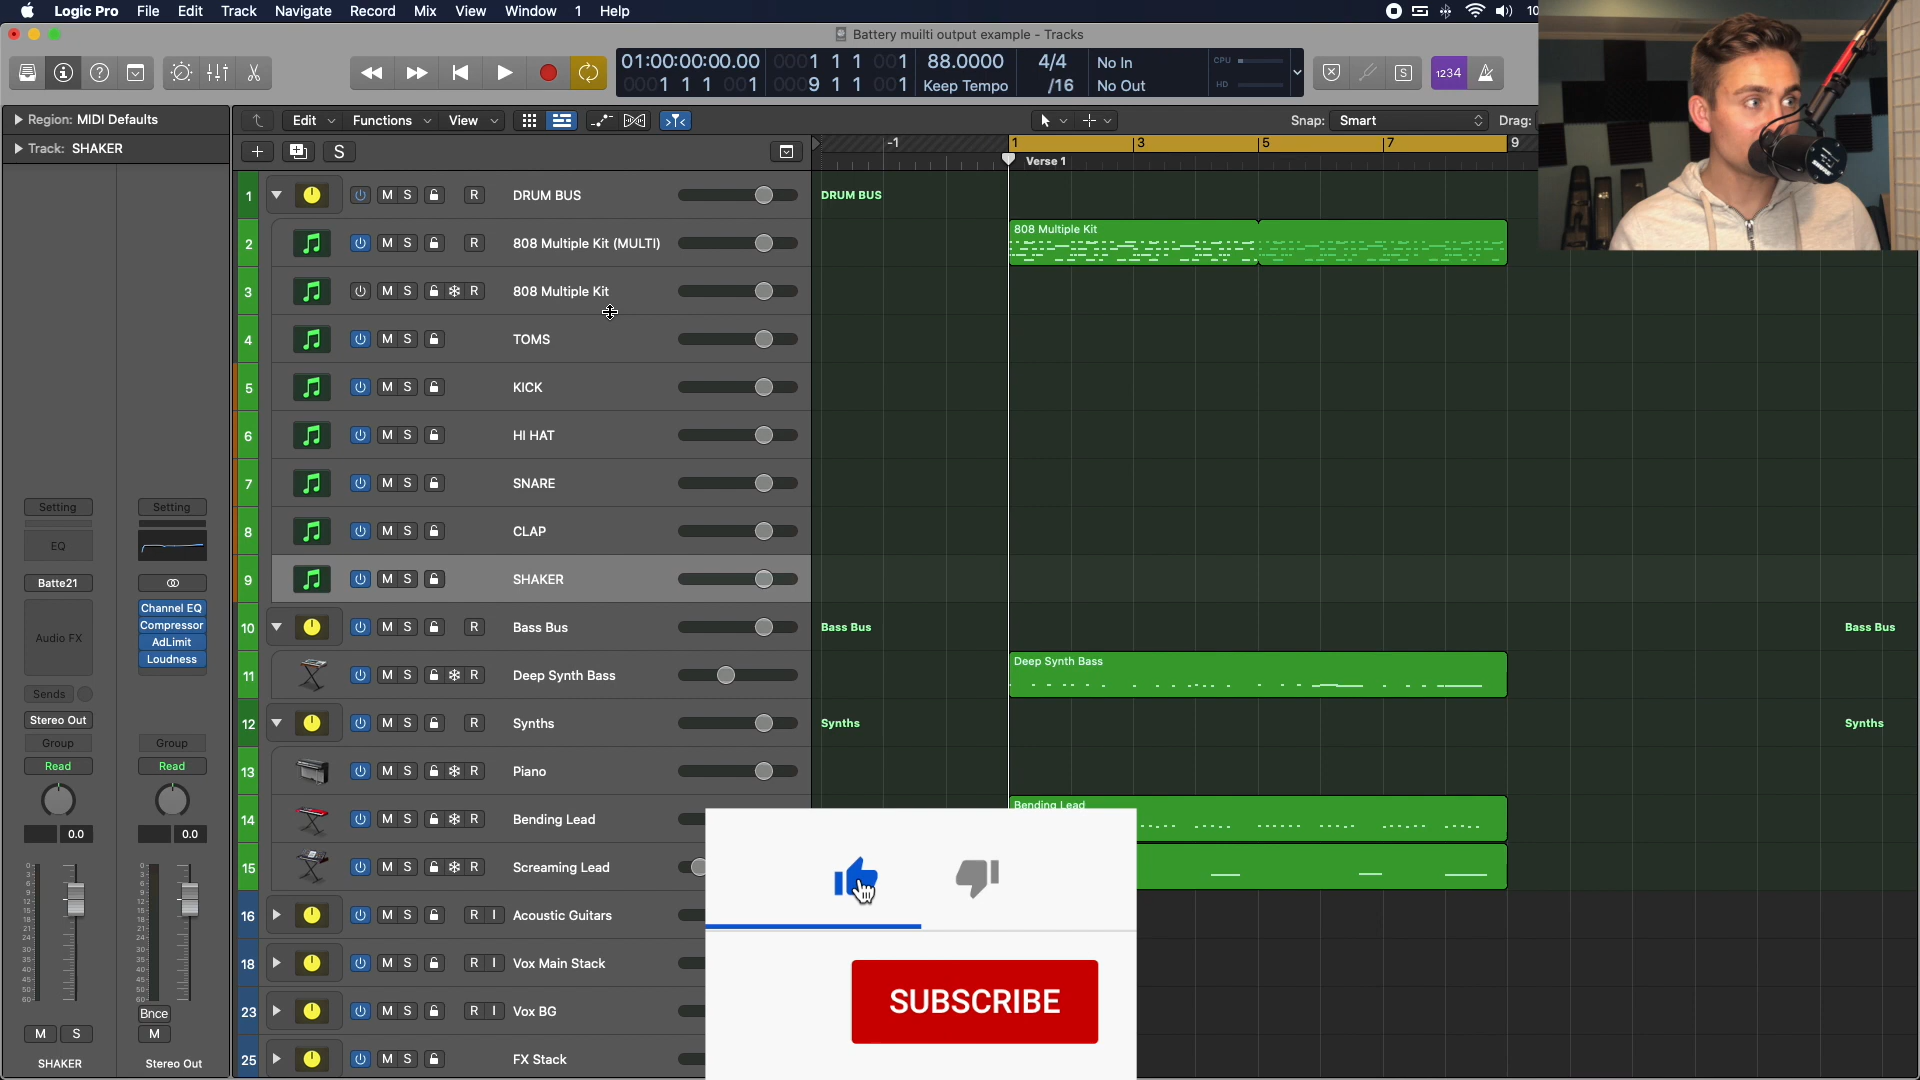 Logic Pro File Edit Track Navigate Record Mix View Window 1 Help
Battery muilti output example - Tracks
01:00:00:00.00 0001 1 1 001 88.0000 4/4 No In CPU
0001 1 1 001 0009 1 1 001 Keep Tempo /16 No Out HD
1234
Region: MIDI Defaults
Edit Functions View
Snap: Smart Drag:
Track: SHAKER
S
-1 1 3 5 7 9
Verse 1
1 M S R DRUM BUS
DRUM BUS
2 M S R 808 Multiple Kit (MULTI)
808 Multiple Kit
3 M S R 808 Multiple Kit
4 M S TOMS
5 M S KICK
6 M S HI HAT
7 M S SNARE
8 M S CLAP
9 M S SHAKER
10 M S R Bass Bus
Bass Bus
Bass Bus
11 M S R Deep Synth Bass
Deep Synth Bass
12 M S R Synths
Synths
Synths
13 M S R Piano
14 M S R Bending Lead
Bending Lead
15 M S R Screaming Lead
16 M S R I Acoustic Guitars
18 M S R I Vox Main Stack
23 M S R I Vox BG
25 M S FX Stack
Setting Setting
EQ
Batte21
Channel EQ
Compressor
Audio FX AdLimit
Loudness
Sends
Stereo Out
Group Group
Read Read
0.0 0.0
Bnce
M S M
SHAKER Stereo Out
SUBSCRIBE